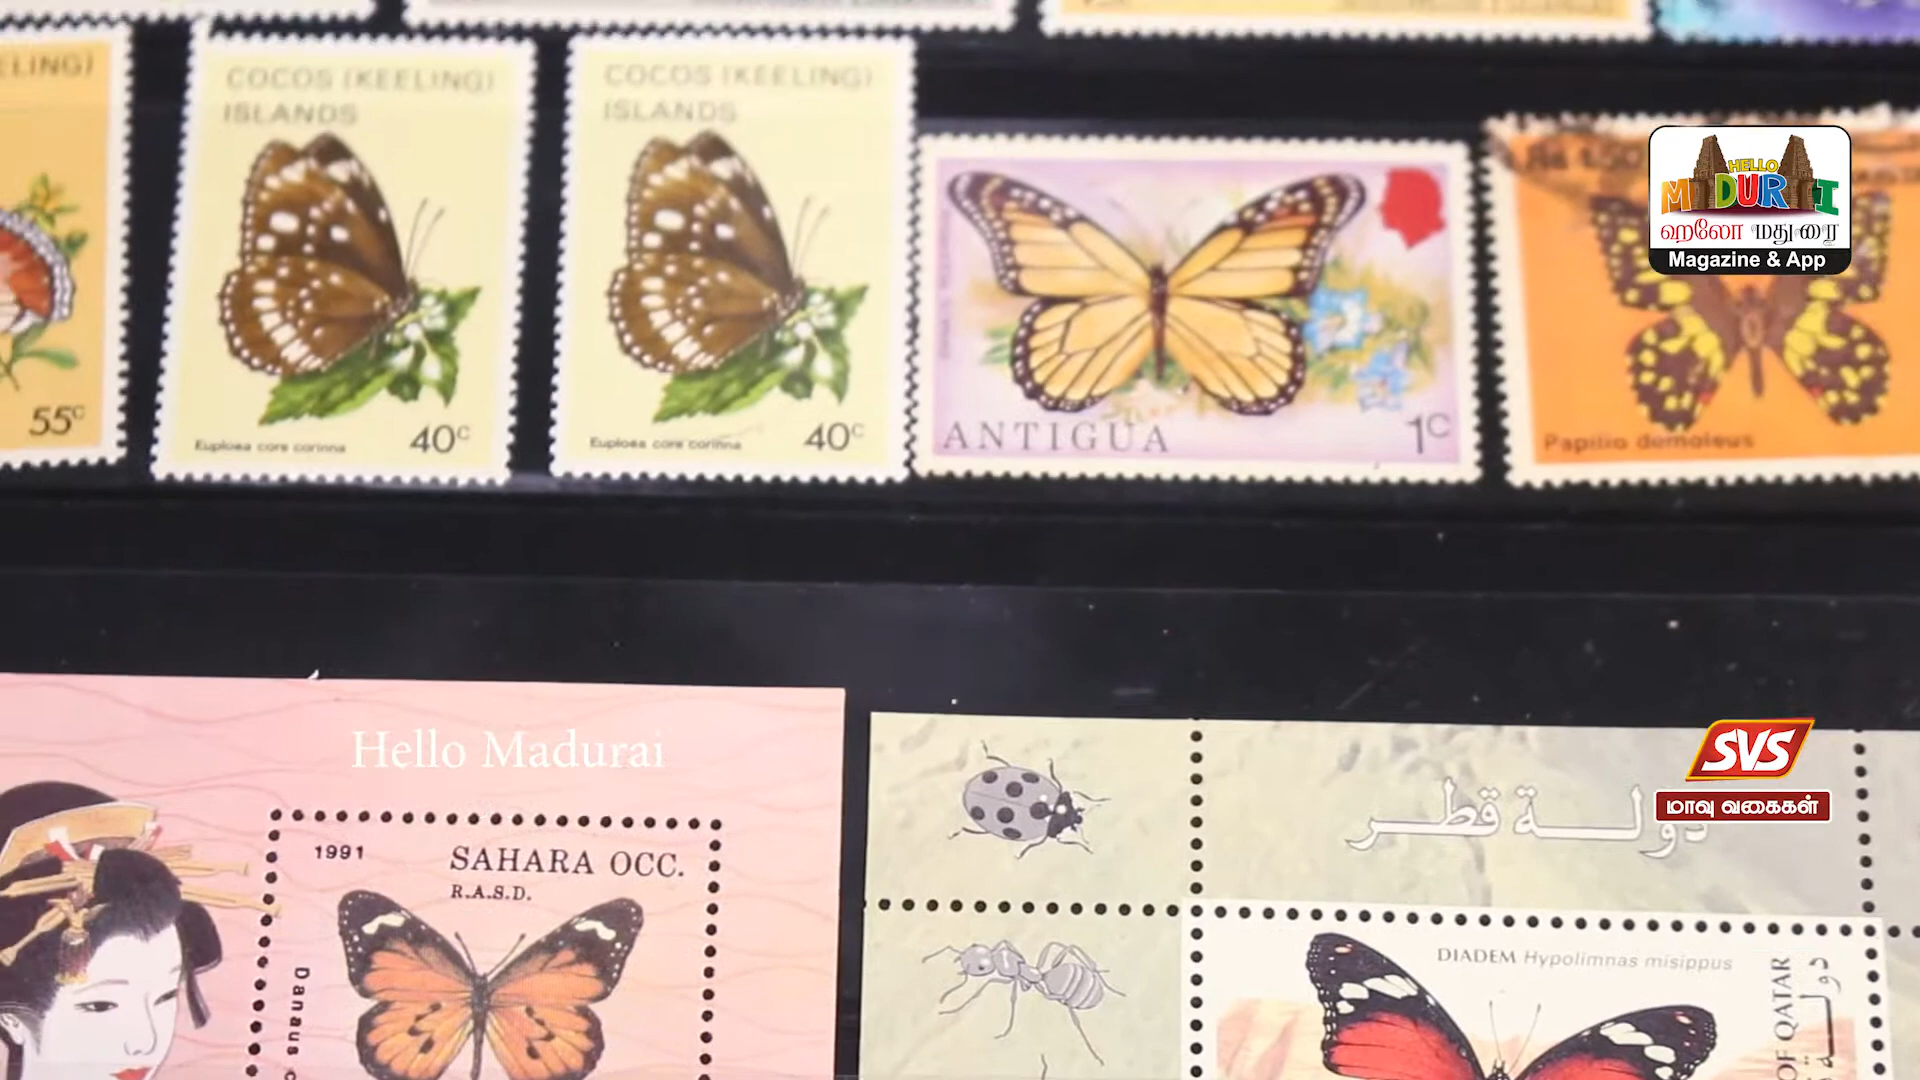 ELING)
55c
COCOS (KEELING)
ISLANDS
Euploea core corinna
40c
COCOS (KEELING)
ISLANDS
Euploea core corinna
40c
ANTIGUA
1c
Papilio demoleus
HELLO
MADURAI
ஹலோ மதுரை
Magazine & App
SVS
மாவு வகைகள்
Hello Madurai
1991
SAHARA OCC.
R.A.S.D.
Danaus
دولة قطر
DIADEM Hypolimnas misippus
OF QATAR